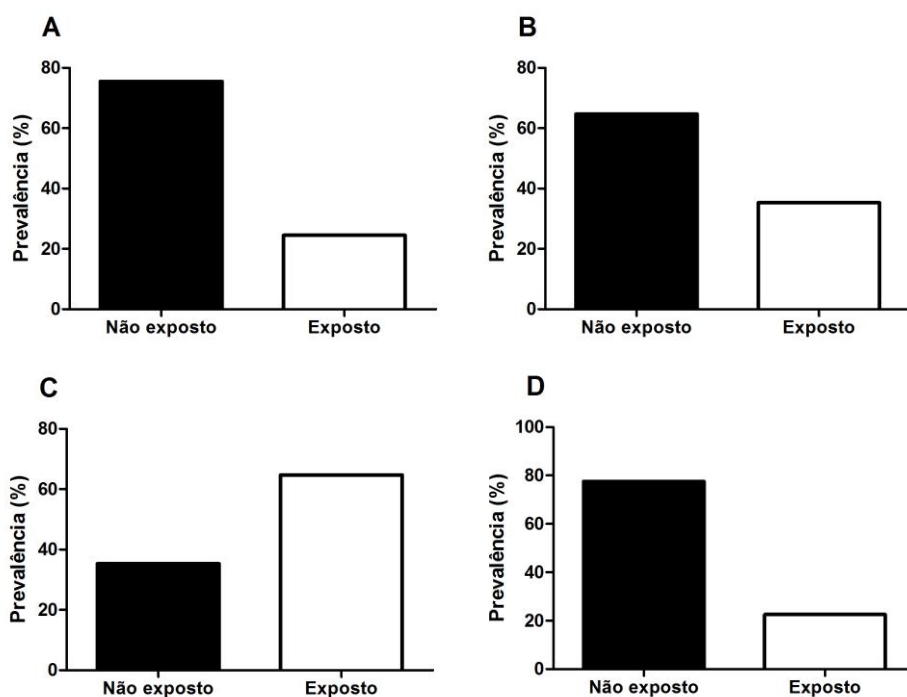 A
Prevalência (%)
80
60
40
20
0
Não exposto
Exposto
B
Prevalência (%)
80
60
40
20
0
Não exposto
Exposto
C
Prevalência (%)
80
60
40
20
0
Não exposto
Exposto
D
Prevalência (%)
100
80
60
40
20
0
Não exposto
Exposto